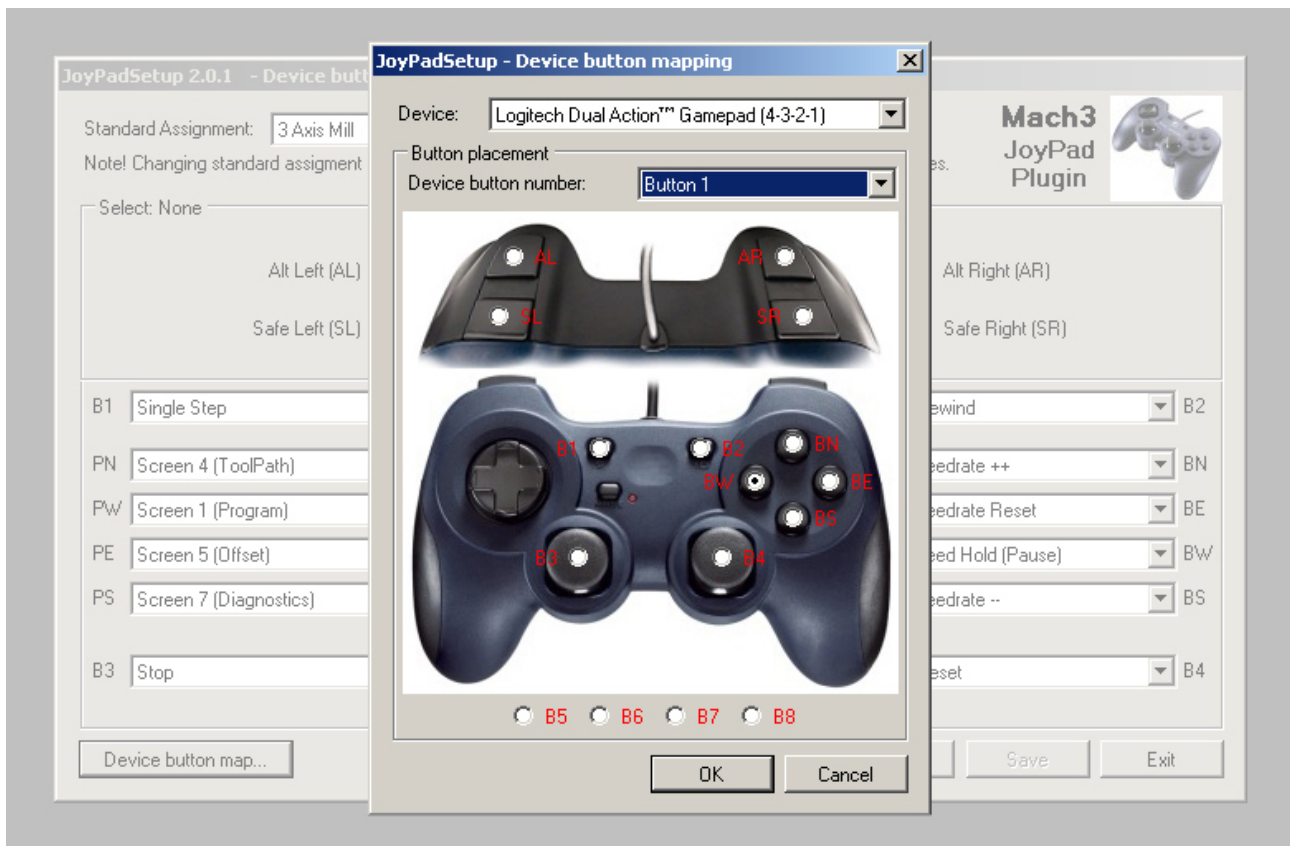 JoyPadSetup 2.0.1 - Device butt
Standard Assignment: 3 Axis Mill
Note! Changing standard assigment
es.
Mach3
JoyPad
Plugin
Select: None
Alt Left (AL)
Alt Right (AR)
Safe Left (SL)
Safe Right (SR)
B1 Single Step
ewind B2
PN Screen 4 (ToolPath)
eedrate ++ BN
PW Screen 1 (Program)
eedrate Reset BE
PE Screen 5 (Offset)
eed Hold (Pause) BW
PS Screen 7 (Diagnostics)
eedrate -- BS
B3 Stop
eset B4
Device button map...
Save
Exit
JoyPadSetup - Device button mapping
Device: Logitech Dual Action™ Gamepad (4-3-2-1)
Button placement
Device button number: Button 1
AL AR
SL SR
B1 B2 BN
BW BE
BS
B3 B4
B5 B6 B7 B8
OK Cancel